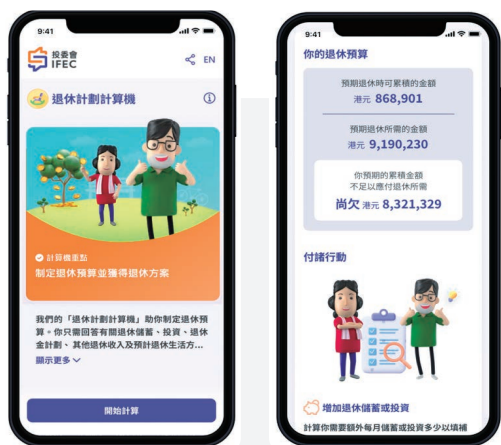 9:41
投委會
IFEC
EN
退休計劃計算機
計算機重點
制定退休預算並獲得退休方案
我們的「退休計劃計算機」助你制定退休預
算。你只需回答有關退休儲蓄、投資、退休
金計劃、其他退休收入及預計退休生活方...
顯示更多
開始計算
9:41
你的退休預算
預期退休時可累積的金額
港元 868,901
預期退休所需的金額
港元 9,190,230
你預期的累積金額
不足以應付退休所需
尚欠 港元 8,321,329
付諸行動
增加退休儲蓄或投資
計算你需要額外每月儲蓄或投資多少以填補